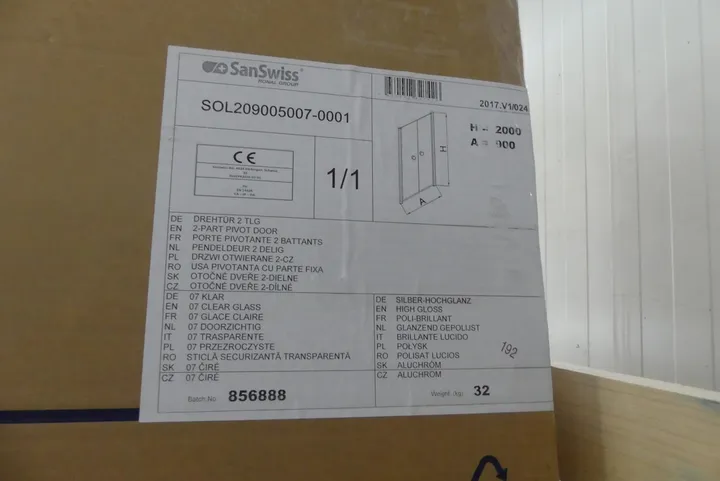 SanSwiss
RONAL GROUP
SOL209005007-0001
2017.V1/024
H = 2000
A = 900
CE
1/1
H
A
DE DREHTÜR 2 TLG
EN 2-PART PIVOT DOOR
FR PORTE PIVOTANTE 2 BATTANTS
NL PENDELDEUR 2 DELIG
PL DRZWI OTWIERANE 2-CZ
RO USA PIVOTANTA CU PARTE FIXA
SK OTOČNÉ DVEŘE 2-DIELNE
CZ OTOČNÉ DVEŘE 2-DÍLNÉ
DE 07 KLAR
EN 07 CLEAR GLASS
FR 07 GLACE CLAIRE
NL 07 DOORZICHTIG
IT 07 TRASPARENTE
PL 07 PRZEZROCZYSTE
RO STICLĂ SECURIZANTĂ TRANSPARENTĂ
SK 07 ČIRÉ
CZ 07 ČIRÉ
DE SILBER-HOCHGLANZ
EN HIGH GLOSS
FR POLI-BRILLANT
NL GLANZEND GEPOLIJST
IT BRILLANTE LUCIDO
PL POLYSK
RO POLISAT LUCIOS
SK ALUCHRÓM
CZ ALUCHROM
192
Batch.No 856888
Weight /kg: 32